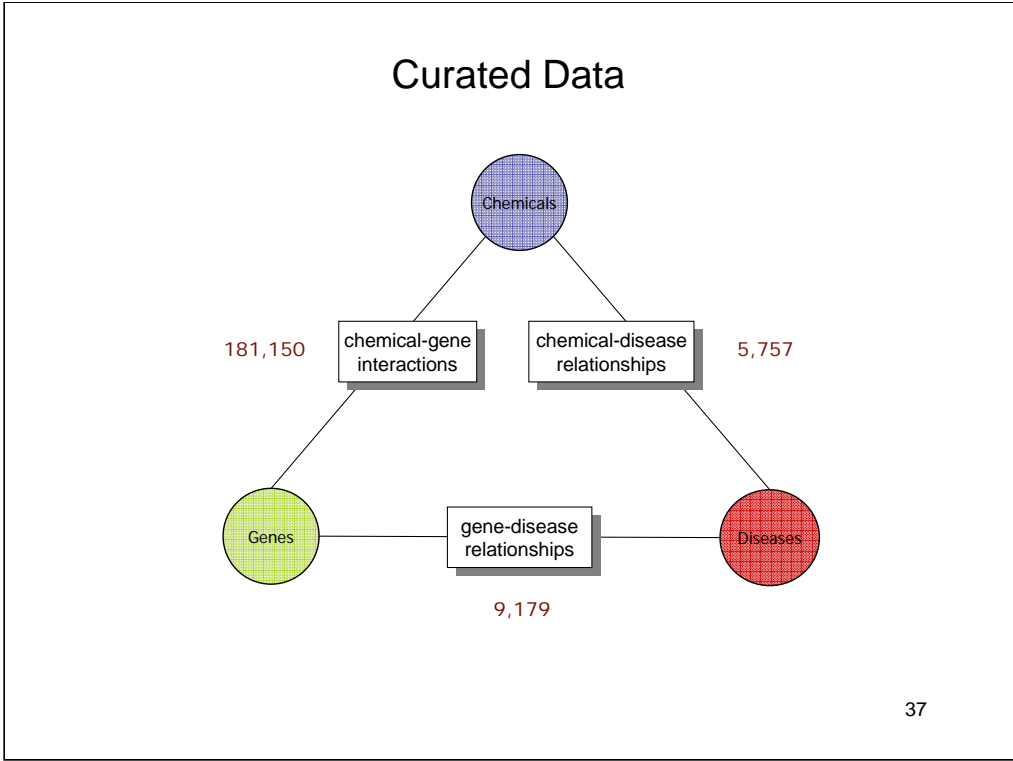 Curated Data
Chemicals
181,150
chemical-gene
interactions
chemical-disease
relationships
5,757
Genes
gene-disease
relationships
Diseases
9,179
37